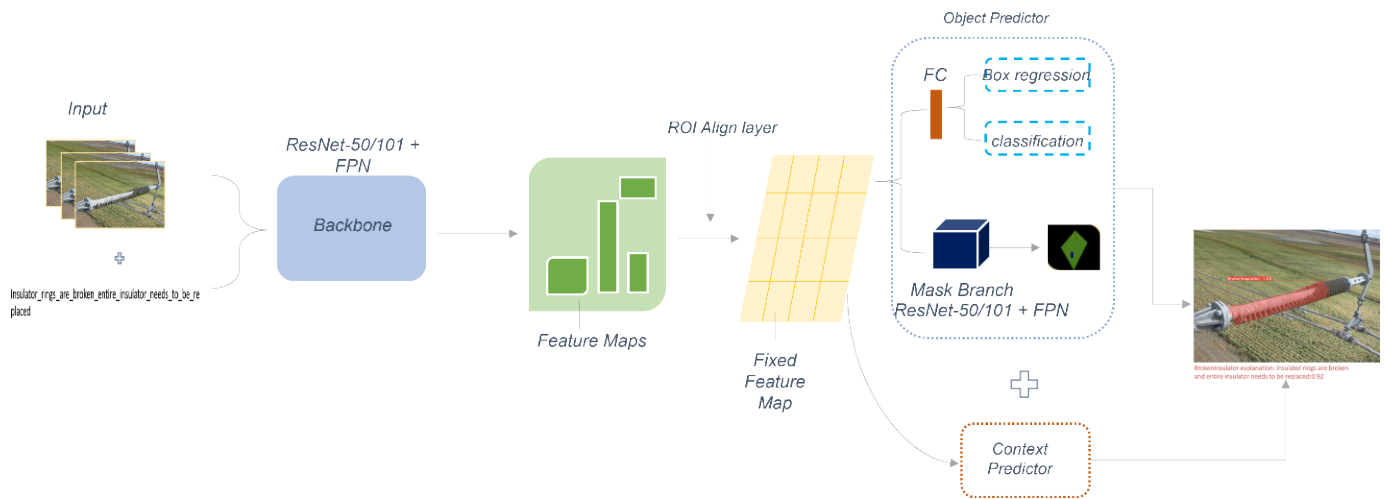 Object Predictor
FC
Box regression
classification
Input
ROI Align layer
ResNet-50/101 +
FPN
Backbone
Insulator_rings_are_broken_entire_insulator_needs_to_be_re
placed
Feature Maps
Fixed
Feature
Map
Mask Branch
ResNet-50/101 + FPN
Context
Predictor
BrokenInsulator explanation: insulator rings are broken
and entire insulator needs to be replaced:0.92